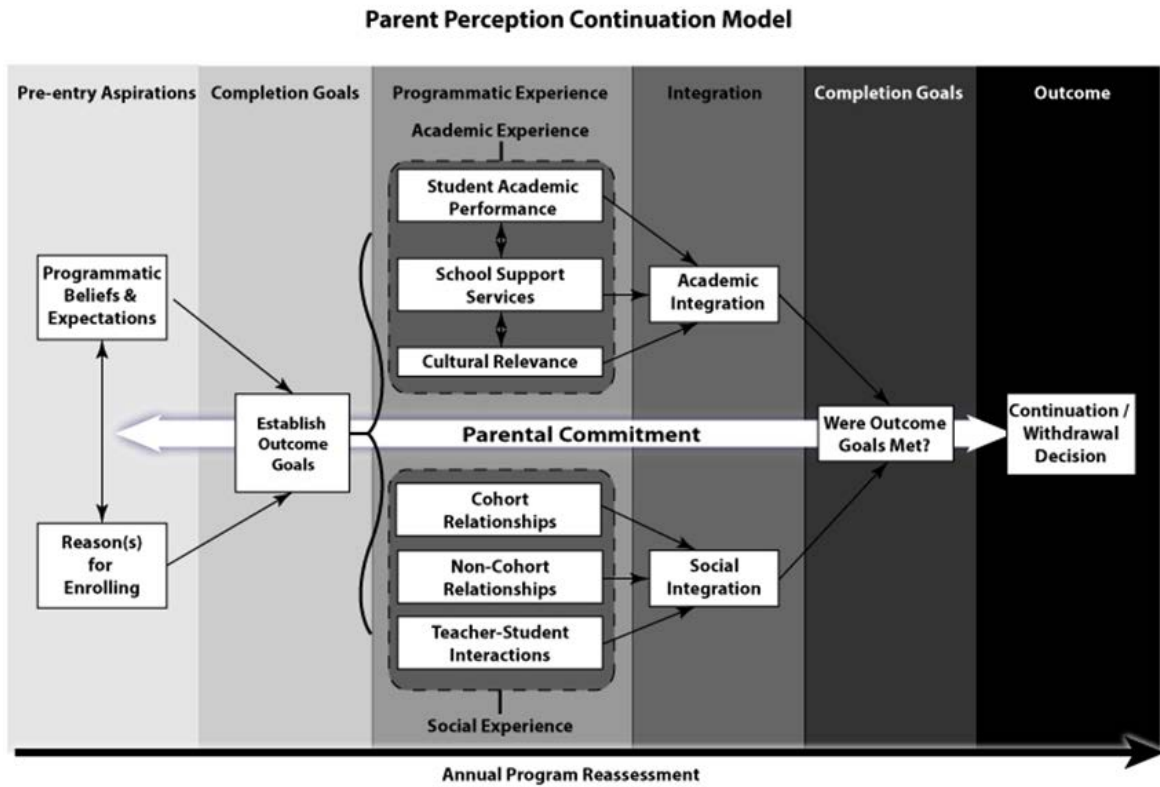 Parent Perception Continuation Model
Pre-entry Aspirations
Completion Goals
Programmatic Experience
Integration
Completion Goals
Outcome
Academic Experience
Student Academic
Performance
School Support
Services
Cultural Relevance
Programmatic
Beliefs &
Expectations
Reason(s)
for
Enrolling
Establish
Outcome
Goals
Parental Commitment
Academic
Integration
Were Outcome
Goals Met?
Continuation /
Withdrawal
Decision
Cohort
Relationships
Non-Cohort
Relationships
Teacher-Student
Interactions
Social
Integration
Social Experience
Annual Program Reassessment